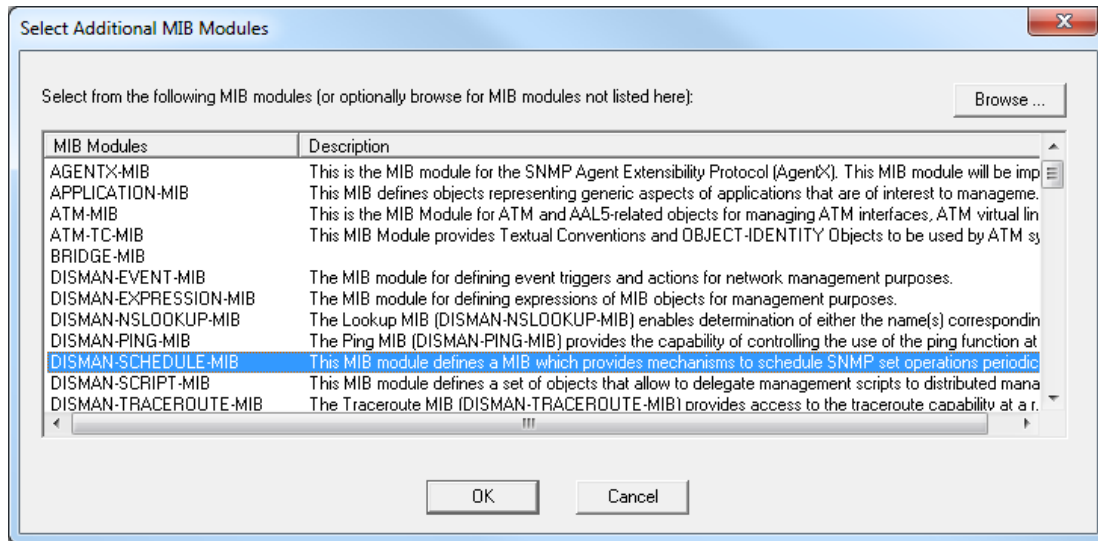 Select Additional MIB Modules
Select from the following MIB modules (or optionally browse for MIB modules not listed here):
Browse ...
MIB Modules Description
AGENTX-MIB This is the MIB module for the SNMP Agent Extensibility Protocol (AgentX). This MIB module will be imp
APPLICATION-MIB This MIB defines objects representing generic aspects of applications that are of interest to manageme.
ATM-MIB This is the MIB Module for ATM and AAL5-related objects for managing ATM interfaces, ATM virtual lin
ATM-TC-MIB This MIB Module provides Textual Conventions and OBJECT-IDENTITY Objects to be used by ATM sy
BRIDGE-MIB
DISMAN-EVENT-MIB The MIB module for defining event triggers and actions for network management purposes.
DISMAN-EXPRESSION-MIB The MIB module for defining expressions of MIB objects for management purposes.
DISMAN-NSLOOKUP-MIB The Lookup MIB (DISMAN-NSLOOKUP-MIB) enables determination of either the name(s) correspondin
DISMAN-PING-MIB The Ping MIB (DISMAN-PING-MIB) provides the capability of controlling the use of the ping function at
DISMAN-SCHEDULE-MIB This MIB module defines a MIB which provides mechanisms to schedule SNMP set operations periodic
DISMAN-SCRIPT-MIB This MIB module defines a set of objects that allow to delegate management scripts to distributed mana
DISMAN-TRACEROUTE-MIB The Traceroute MIB (DISMAN-TRACEROUTE-MIB) provides access to the traceroute capability at a r.
OK Cancel